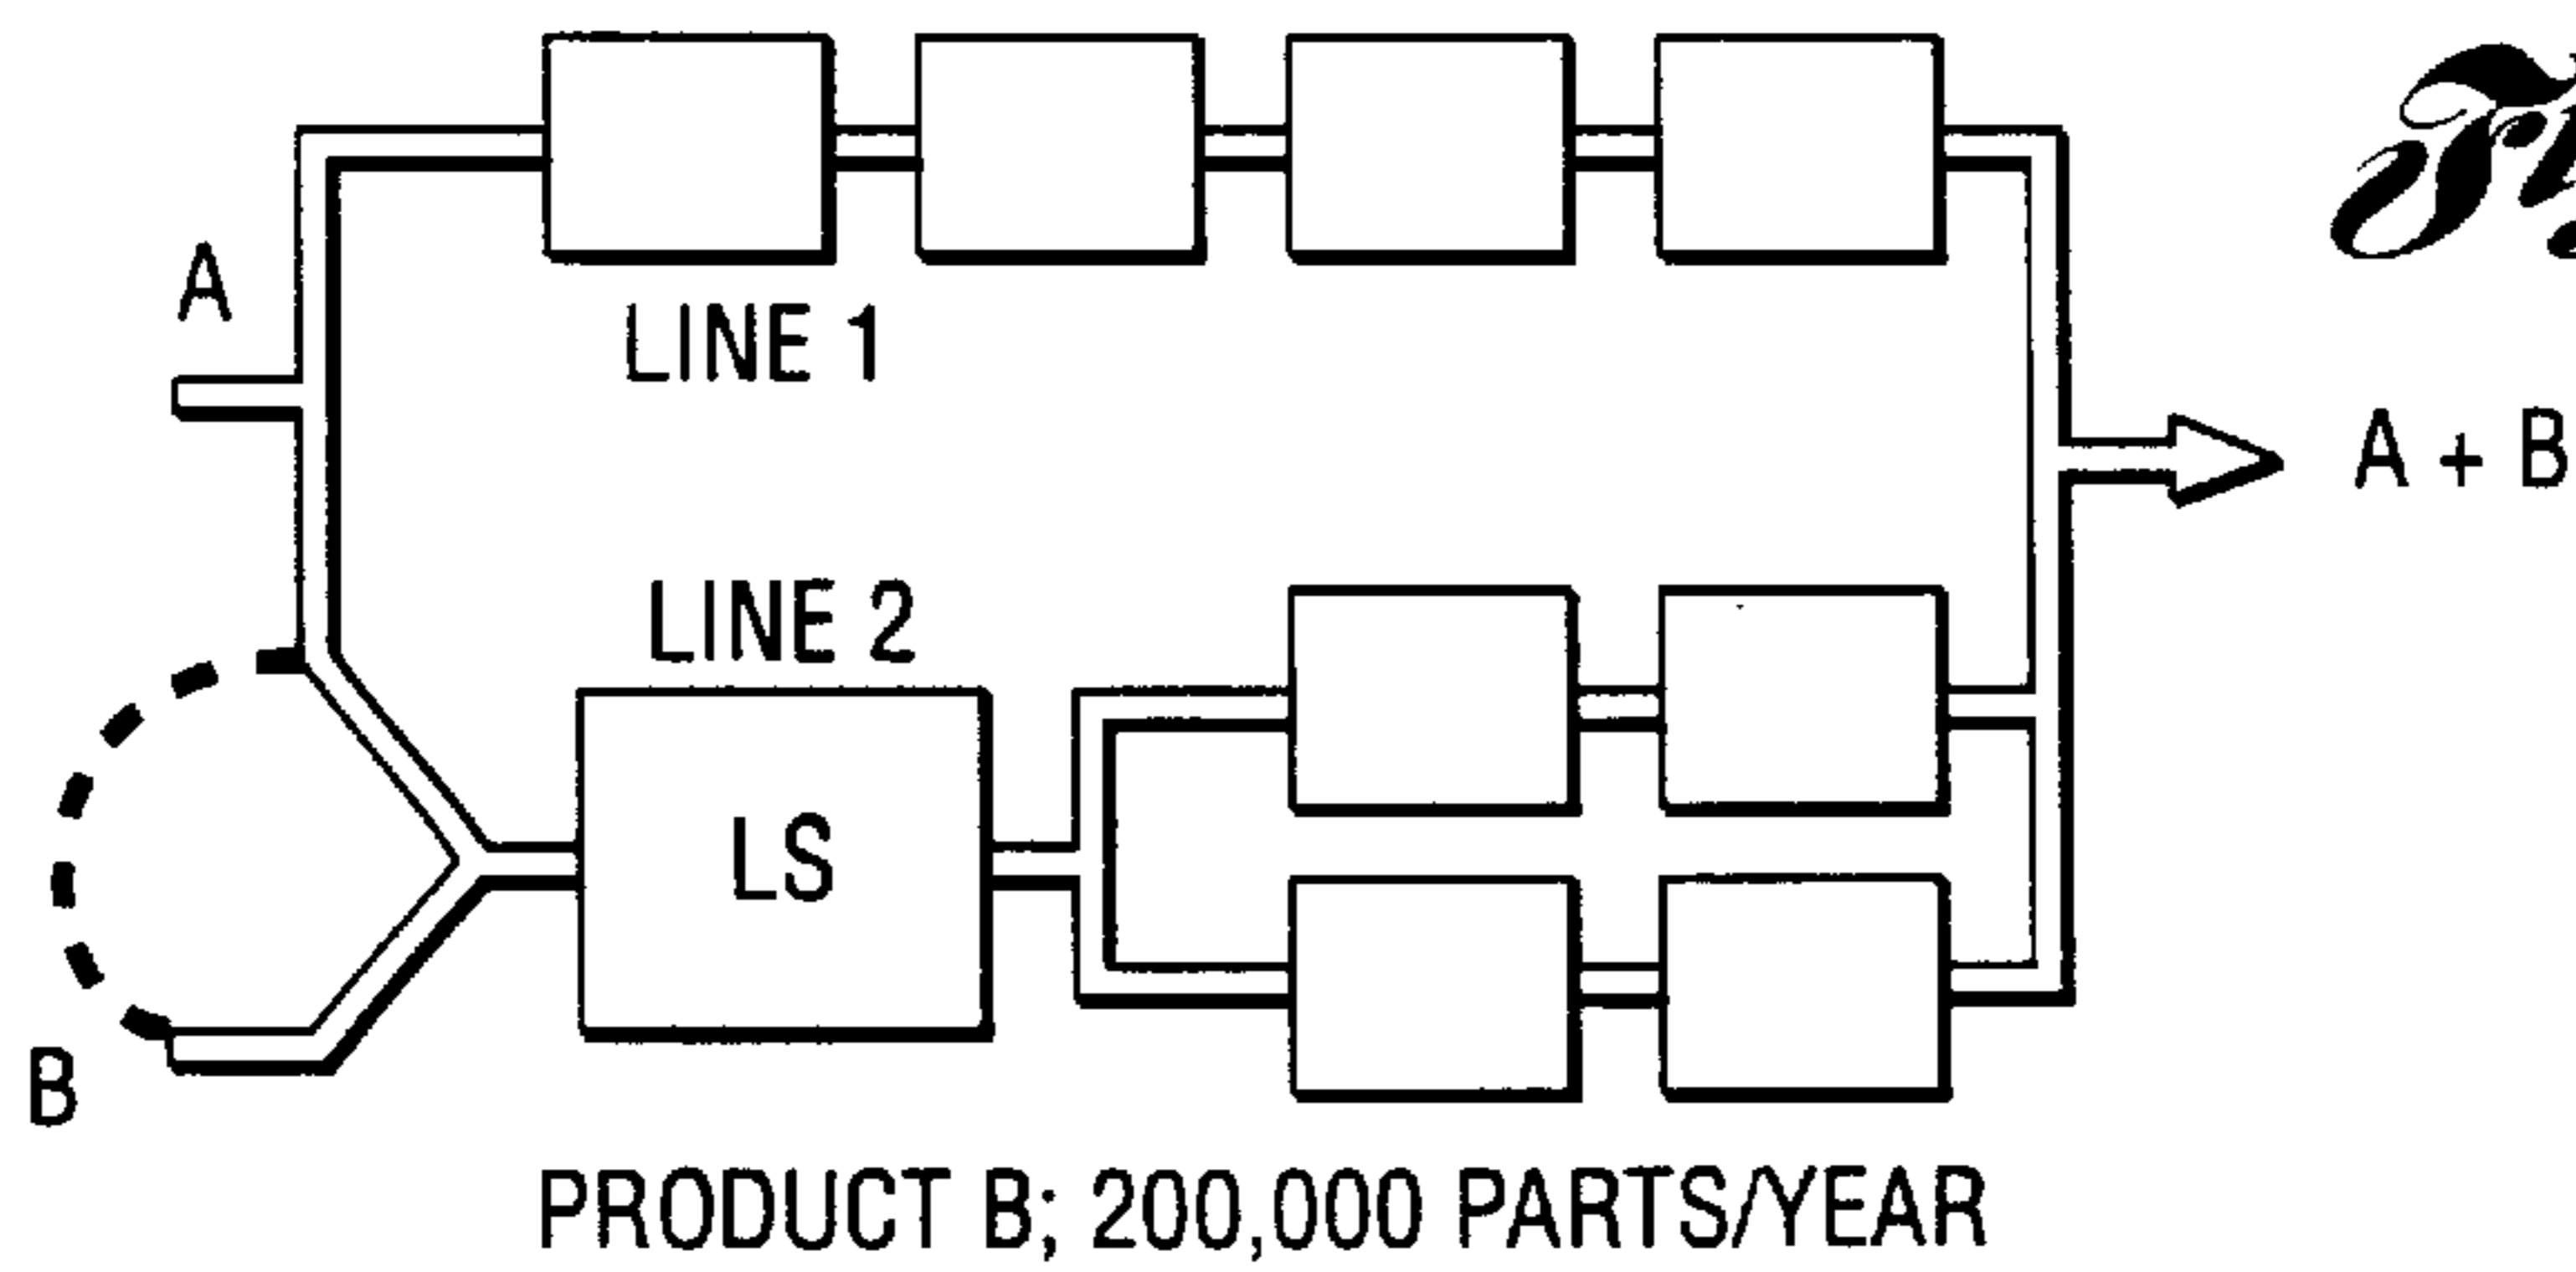 A
LINE 1
A + B
LINE 2
LS
B
PRODUCT B; 200,000 PARTS/YEAR